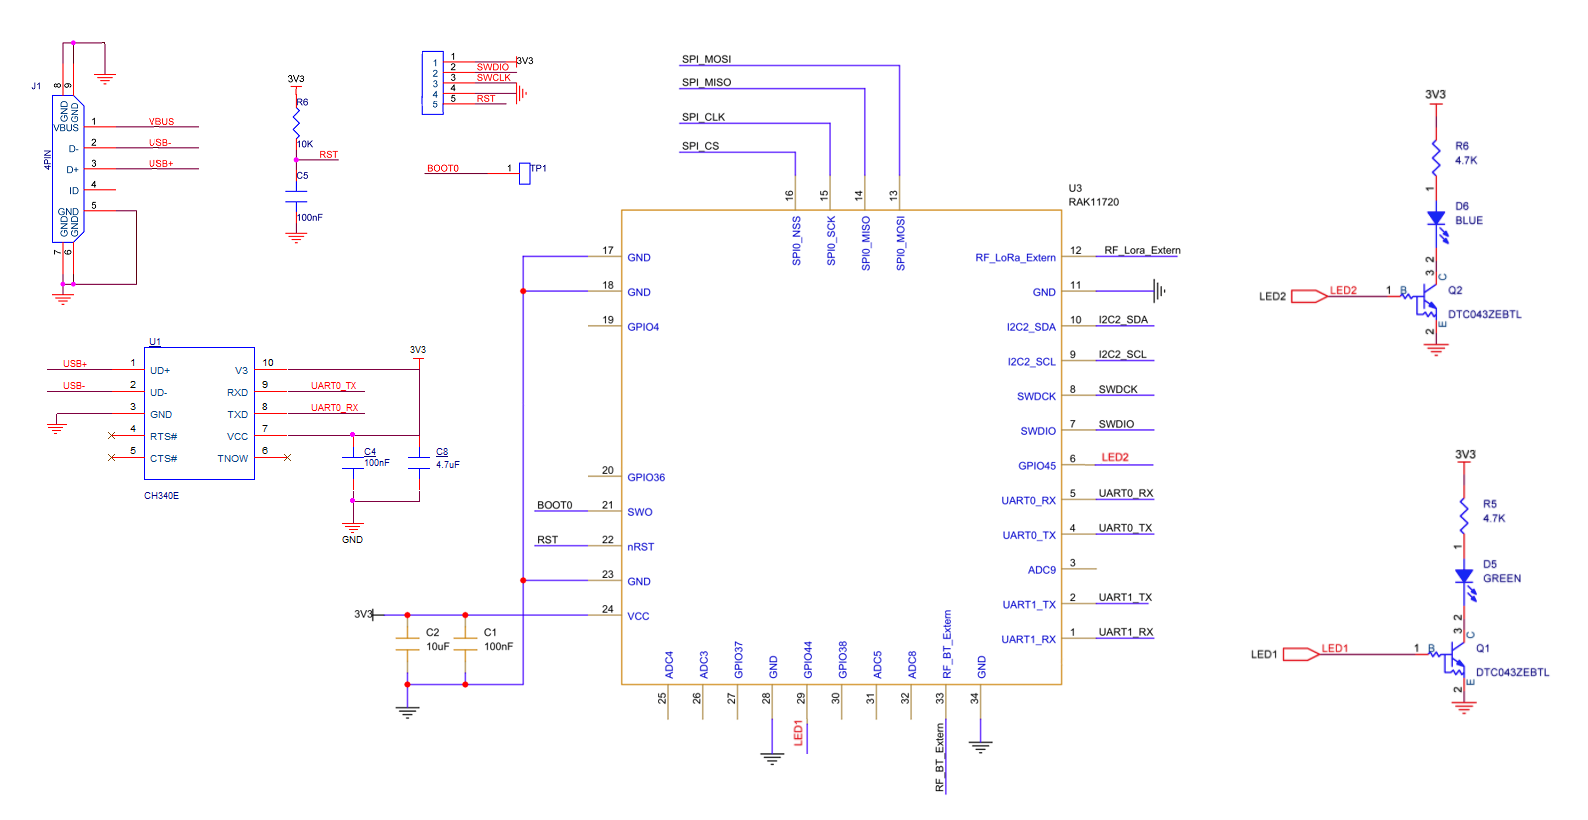 J1
4PIN
8
9
GND
GND
VBUS
1
VBUS
D-
2
USB-
D+
3
USB+
ID
4
GND
5
GND
GND
7
6
3V3
R6
10K
RST
C5
100nF
1
1
3V3
2
2
SWDIO
3
3
SWCLK
4
4
5
5
RST
BOOT0
1
TP1
U1
USB+
1
UD+
USB-
2
UD-
3
GND
4
RTS#
5
CTS#
V3
10
RXD
9
UART0_TX
TXD
8
UART0_RX
VCC
7
TNOW
6
CH340E
3V3
C4
100nF
C8
4.7uF
GND
SPI_MOSI
SPI_MISO
SPI_CLK
SPI_CS
16
15
14
13
SPI0_NSS
SPI0_SCK
SPI0_MISO
SPI0_MOSI
U3
RAK11720
17
GND
18
GND
19
GPIO4
20
GPIO36
BOOT0
21
SWO
RST
22
nRST
23
GND
3V3
24
VCC
C2
10uF
C1
100nF
RF_LoRa_Extern
12
RF_Lora_Extern
GND
11
I2C2_SDA
10
I2C2_SDA
I2C2_SCL
9
I2C2_SCL
SWDCK
8
SWDCK
SWDIO
7
SWDIO
GPIO45
6
LED2
UART0_RX
5
UART0_RX
UART0_TX
4
UART0_TX
ADC9
3
UART1_TX
2
UART1_TX
UART1_RX
1
UART1_RX
ADC4
ADC3
GPIO37
GND
GPIO44
GPIO38
ADC5
ADC8
RF_BT_Extern
GND
25
26
27
28
29
30
31
32
33
34
LED1
RF_BT_Extern
3V3
R6
4.7K
1
D6
BLUE
2
3
C
LED2
LED2
1
B
Q2
DTC043ZEBTL
E
2
3V3
R5
4.7K
1
D5
GREEN
2
3
C
LED1
LED1
1
B
Q1
DTC043ZEBTL
E
2